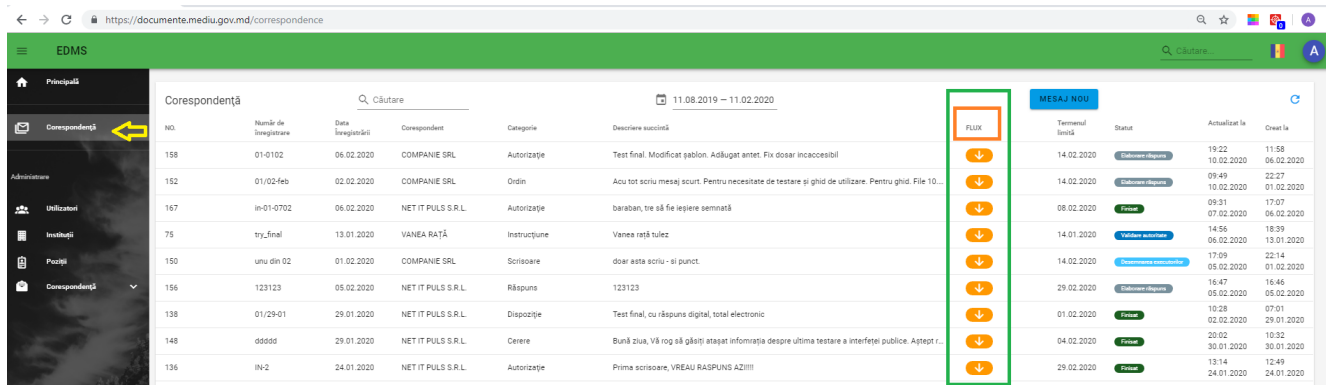 https://documente.mediu.gov.md/correspondence
A
0
EDMS
Căutare...
A
Principală
Corespondență
Administrare
Utilizatori
Instituții
Poziții
Corespondență
Corespondență Căutare 11.08.2019 — 11.02.2020 MESAJ NOU
NO. Număr de înregistrare Data Înregistrării Corespondent Categorie Descriere succintă FLUX Termenul limită Statut Actualizat la Creat la
158 01-0102 06.02.2020 COMPANIE SRL Autorizație Test final. Modificat șablon. Adăugat antet. Fix dosar incaccesibil 14.02.2020 Elaborare răspuns 19:22 10.02.2020 11:58 06.02.2020
152 01/02-feb 02.02.2020 COMPANIE SRL Ordin Acu tot scriu mesaj scurt. Pentru necesitate de testare și ghid de utilizare. Pentru ghid. File 10.... 14.02.2020 Elaborare răspuns 09:49 10.02.2020 22:27 01.02.2020
167 in-01-0702 06.02.2020 NET IT PULS S.R.L. Autorizație baraban, tre să fie ieșiere semnată 08.02.2020 Finisat 09:31 07.02.2020 17:07 06.02.2020
75 try_final 13.01.2020 VANEA RAȚĂ Instrucțiune Vanea rață tulez 14.01.2020 Validare autoritate 14:56 06.02.2020 18:39 13.01.2020
150 unu din 02 01.02.2020 COMPANIE SRL Scrisoare doar asta scriu - si punct. 14.02.2020 Desemnarea executorilor 17:09 05.02.2020 22:14 01.02.2020
156 123123 05.02.2020 NET IT PULS S.R.L. Răspuns 123123 29.02.2020 Elaborare răspuns 16:47 05.02.2020 16:46 05.02.2020
138 01/29-01 29.01.2020 NET IT PULS S.R.L. Dispoziție Test final, cu răspuns digital, total electronic 01.02.2020 Finisat 10:28 02.02.2020 07:01 29.01.2020
148 ddddd 29.01.2020 NET IT PULS S.R.L. Cerere Bună ziua, Vă rog să găsiți atașat infomrația despre ultima testare a interfeței publice. Aștept r... 04.02.2020 Finisat 20:02 30.01.2020 10:32 30.01.2020
136 IN-2 24.01.2020 NET IT PULS S.R.L. Autorizație Prima scrisoare, VREAU RASPUNS AZI!!!! 29.02.2020 Finisat 13:14 24.01.2020 12:49 24.01.2020